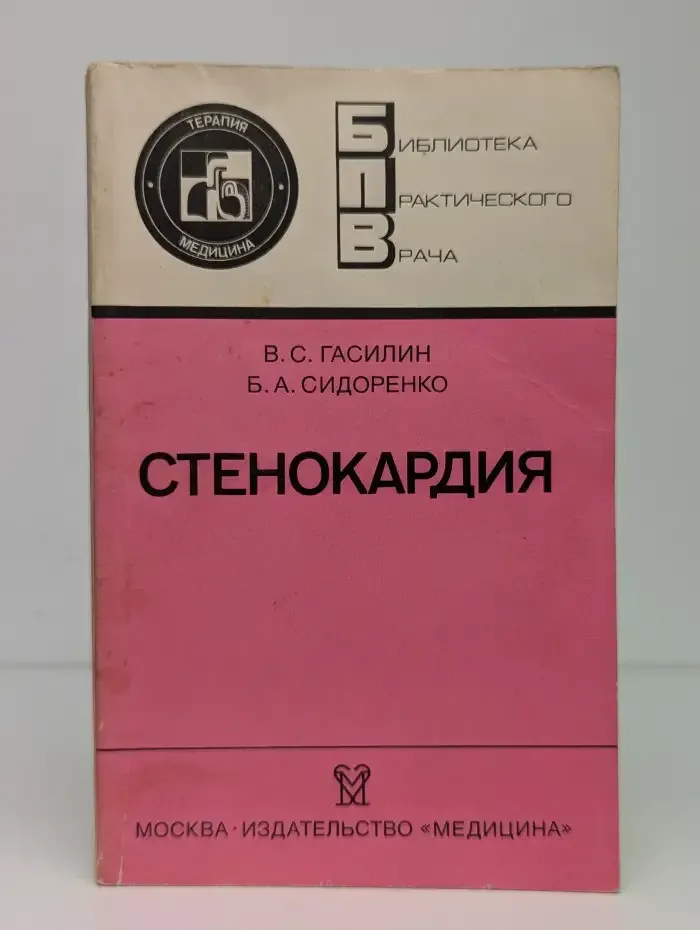 ТЕРАПИЯ
МЕДИЦИНА
БИБЛИОТЕКА
ПРАКТИЧЕСКОГО
ВРАЧА
В. С. ГАСИЛИН
Б. А. СИДОРЕНКО
СТЕНОКАРДИЯ
МОСКВА · ИЗДАТЕЛЬСТВО «МЕДИЦИНА»